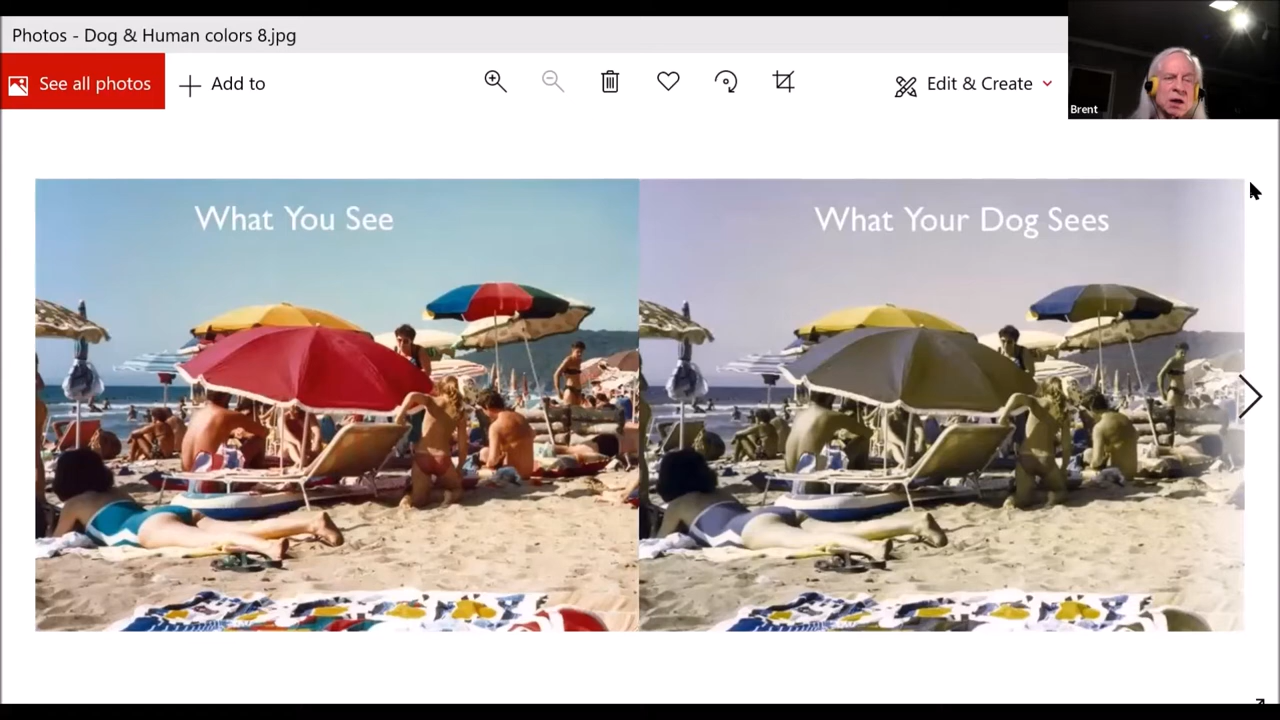 Photos - Dog & Human colors 8.jpg
See all photos
Add to
Edit & Create
Brent
What You See
What Your Dog Sees